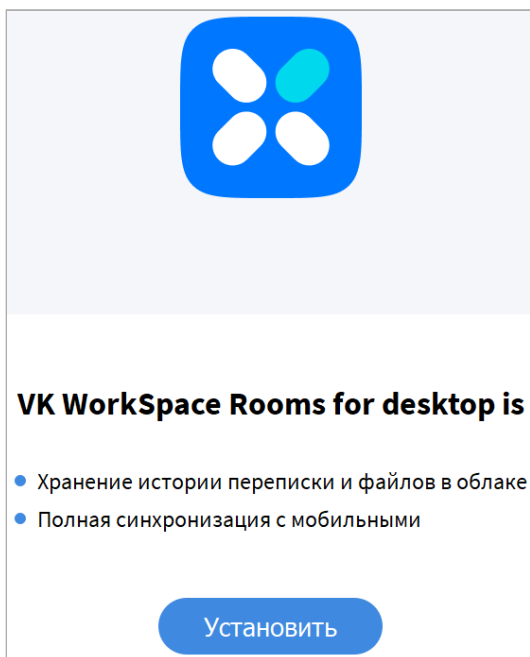 VK WorkSpace Rooms for desktop is
Хранение истории переписки и файлов в облаке
Полная синхронизация с мобильными
Установить